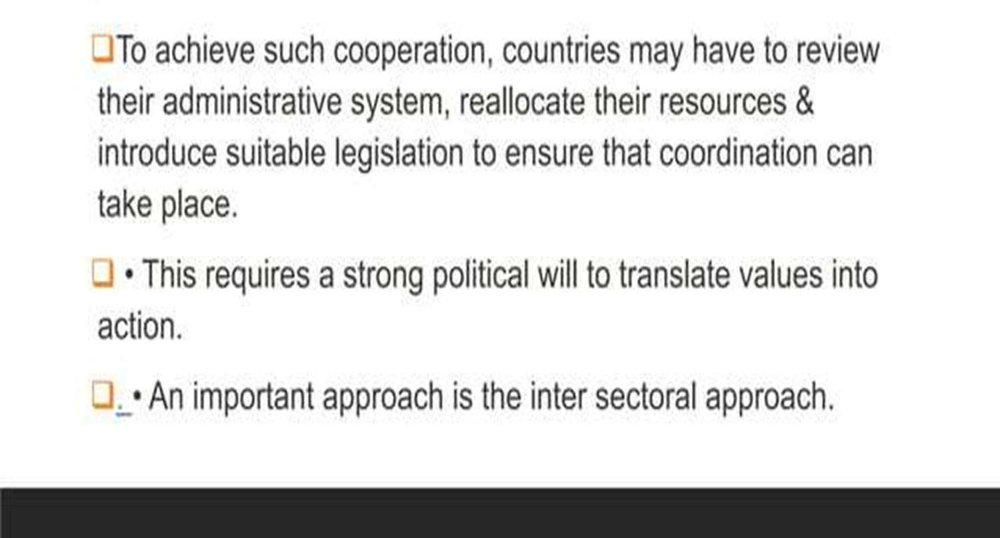 ❑To achieve such cooperation, countries may have to review
their administrative system, reallocate their resources &
introduce suitable legislation to ensure that coordination can
take place.
❑ • This requires a strong political will to translate values into
action.
❑. • An important approach is the inter sectoral approach.